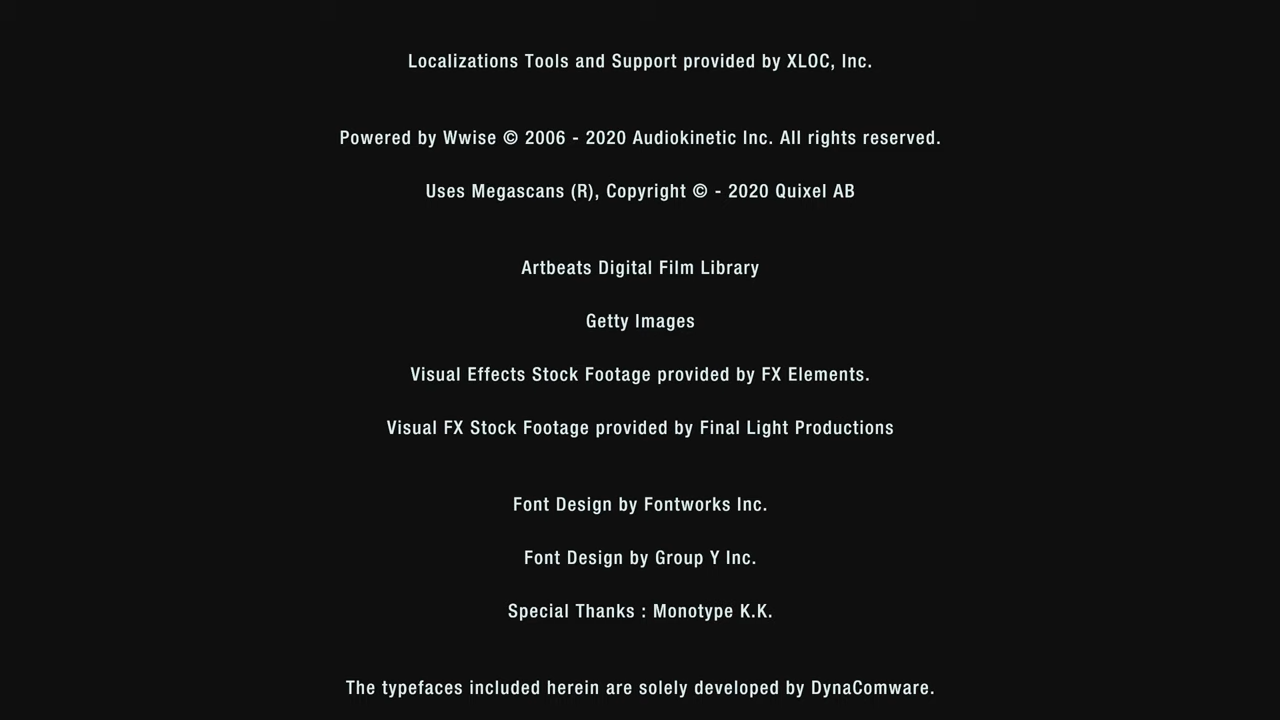 Localizations Tools and Support provided by XLOC, Inc.
Powered by Wwise © 2006 - 2020 Audiokinetic Inc. All rights reserved.
Uses Megascans (R), Copyright © - 2020 Quixel AB
Artbeats Digital Film Library
Getty Images
Visual Effects Stock Footage provided by FX Elements.
Visual FX Stock Footage provided by Final Light Productions
Font Design by Fontworks Inc.
Font Design by Group Y Inc.
Special Thanks : Monotype K.K.
The typefaces included herein are solely developed by DynaComware.